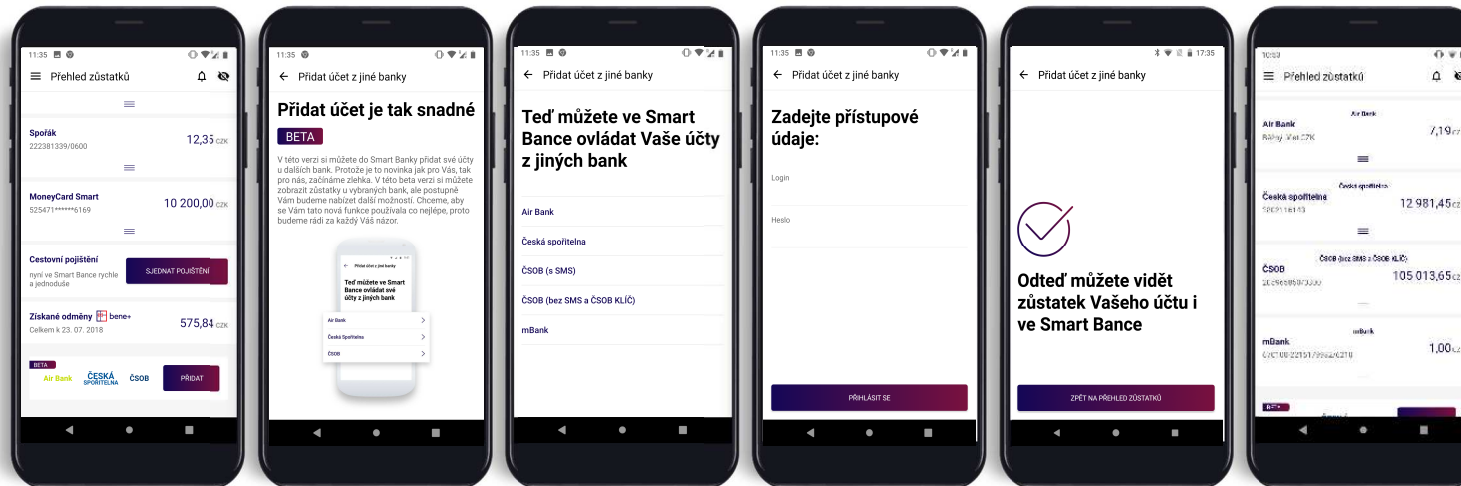 11:35
Přehled zůstatků
Spořák
12,35 CZK
222381339/0600
MoneyCard Smart
10 200,00 CZK
525471******6169
Cestovní pojištění
nyní ve Smart Bance rychle
a jednoduše
SJEDNAT POJIŠTĚNÍ
Získané odměny bene+
575,84 CZK
Celkem k 23. 07. 2018
BETA
Air Bank
ČESKÁ
SPOŘITELNA
ČSOB
PŘIDAT
11:35
Přidat účet z jiné banky
Přidat účet je tak snadné
BETA
V této verzi si můžete do Smart Banky přidat své účty
u dalších bank. Protože je to novinka jak pro Vás, tak
pro nás, začínáme zlehka. V této beta verzi si můžete
zobrazit zůstatky u vybraných bank, ale postupně
Vám budeme nabízet další možností. Chceme, aby
se Vám tato nová funkce používala co nejlépe, proto
budeme rádi za každý Váš názor.
Přidat účet z jiné banky
Teď můžete ve Smart
Bance ovládat své
účty z jiných bank
Air Bank
Česká Spořitelna
ČSOB
11:35
Přidat účet z jiné banky
Teď můžete ve Smart
Bance ovládat Vaše účty
z jiných bank
Air Bank
Česká spořitelna
ČSOB (s SMS)
ČSOB (bez SMS a ČSOB KLÍČ)
mBank
11:35
Přidat účet z jiné banky
Zadejte přístupové
údaje:
Login
Heslo
PŘIHLÁSIT SE
17:35
Přidat účet z jiné banky
Odteď můžete vidět
zůstatek Vašeho účtu i
ve Smart Bance
ZPĚT NA PŘEHLED ZŮSTATKŮ
10:53
Přehled zůstatků
Air Bank
Air Bank
7,19 CZ
Běžný účet CZK
Česká spořitelna
Česká spořitelna
12 981,45 CZ
ČSOB (bez SMS a ČSOB KLÍČ)
ČSOB
105 013,65 CZ
mBank
mBank
1,00 CZ
BETA